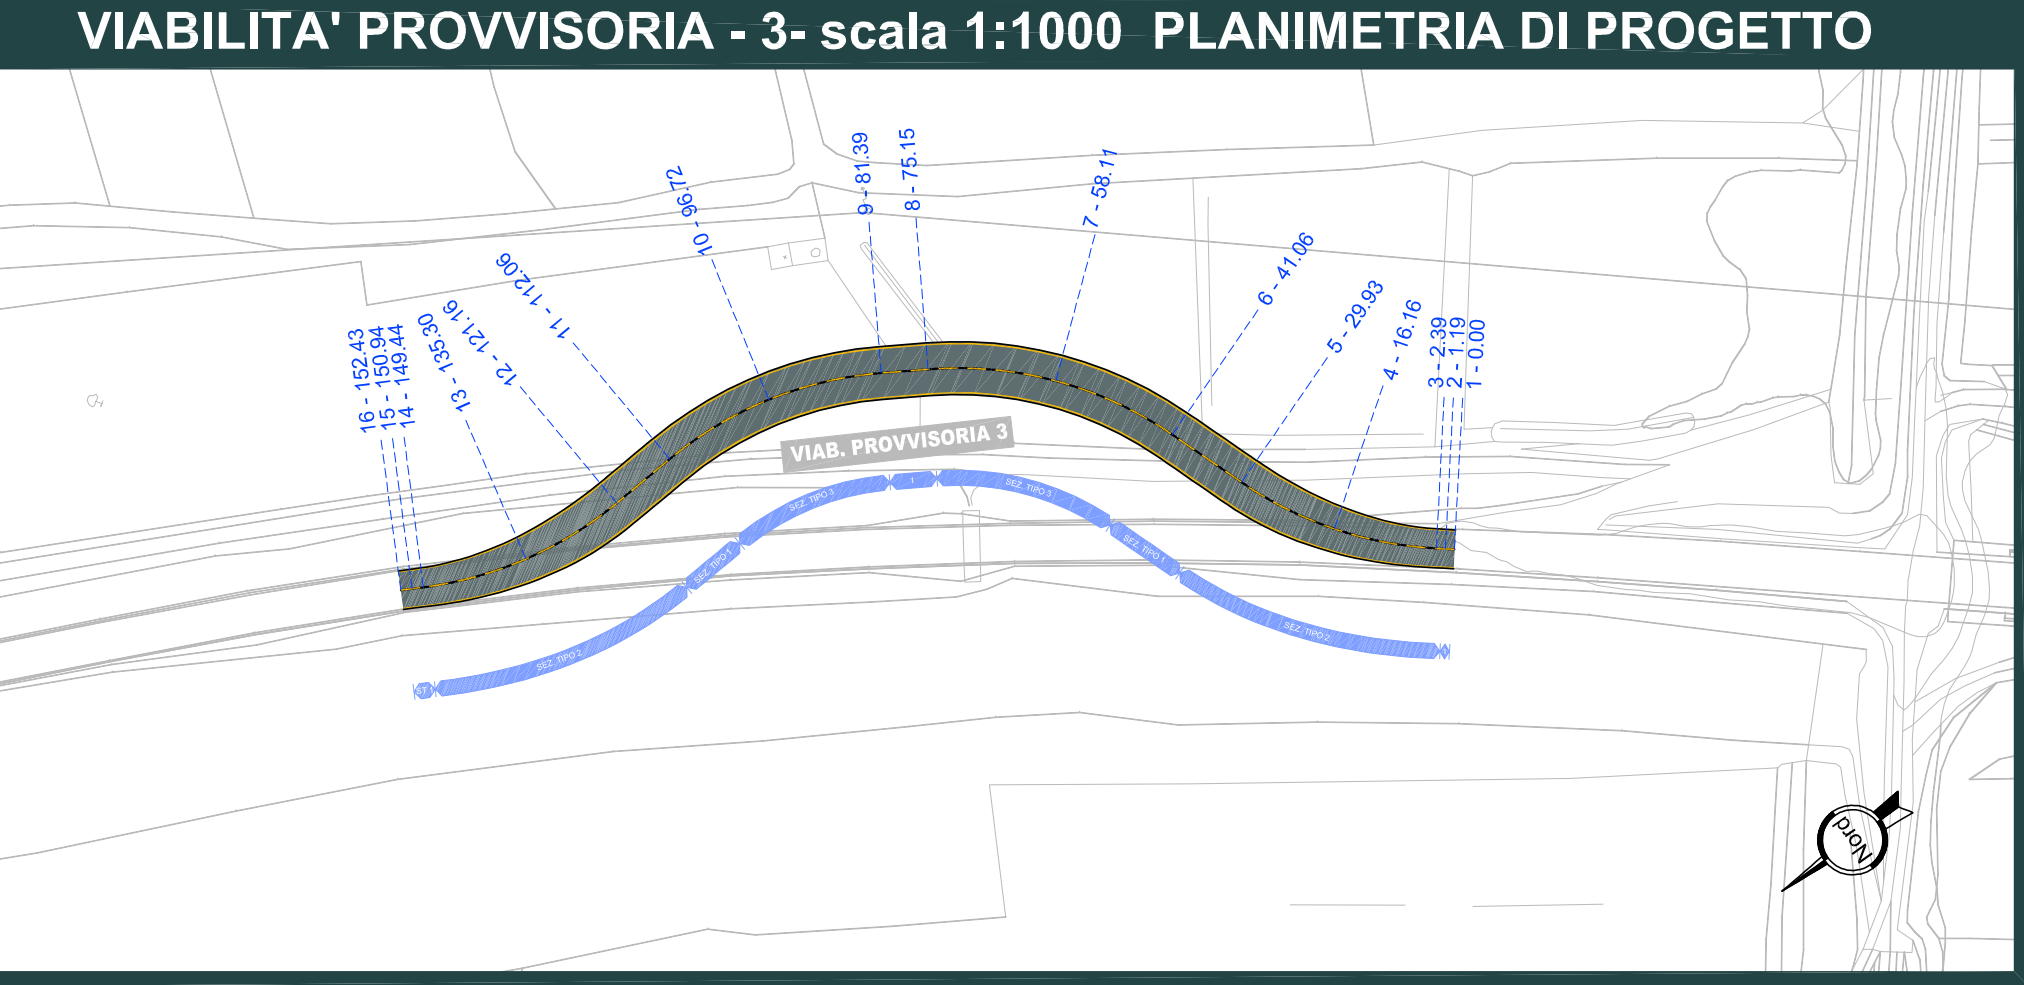 VIABILITA' PROVVISORIA - 3- scala 1:1000 PLANIMETRIA DI PROGETTO
16 - 152.43
15 - 150.94
14 - 149.44
13 - 135.30
12 - 121.16
11 - 112.06
10 - 96.72
9 - 81.39
8 - 75.15
7 - 58.11
6 - 41.06
5 - 29.93
4 - 16.16
3 - 2.39
2 - 1.19
1 - 0.00
VIAB. PROVVISORIA 3
ST 1
SEZ. TIPO 2
SEZ. TIPO 1
SEZ. TIPO 3
1
SEZ. TIPO 3
SEZ. TIPO 1
SEZ. TIPO 2
Nord